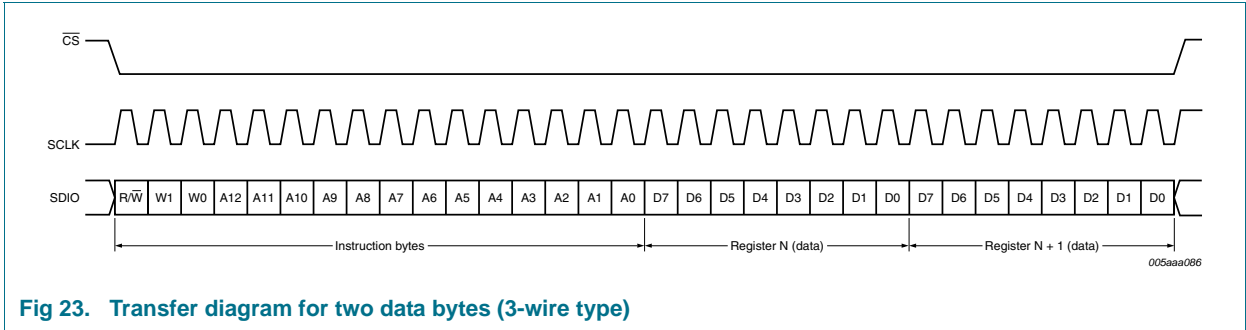 CS
SCLK
SDIO R/W W1 W0 A12 A11 A10 A9 A8 A7 A6 A5 A4 A3 A2 A1 A0 D7 D6 D5 D4 D3 D2 D1 D0 D7 D6 D5 D4 D3 D2 D1 D0
Instruction bytes Register N (data) Register N + 1 (data)
005aaa086
Fig 23. Transfer diagram for two data bytes (3-wire type)